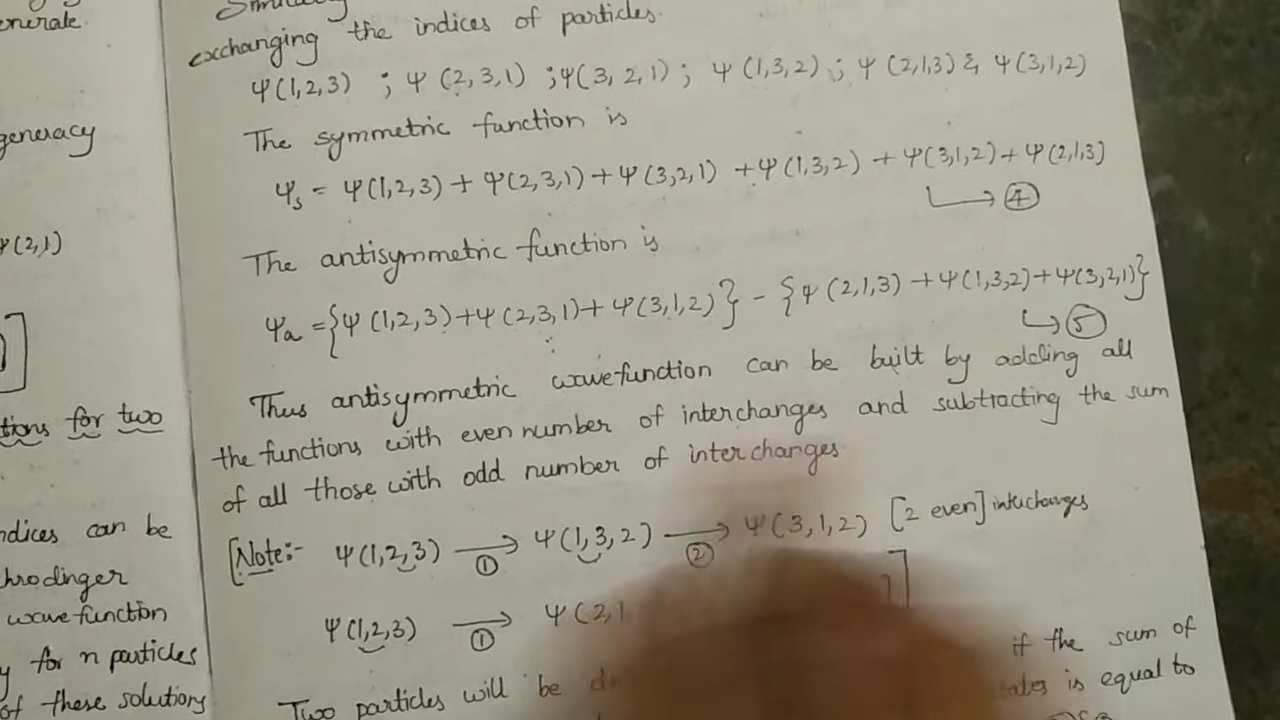 enerate.
generacy
ψ(2,1)
tions for two
ndices can be
hrodinger
wavefunction
y for n particles
of these solutions
exchanging the indices of particles.
ψ(1,2,3) ; ψ(2,3,1) ; ψ(3,2,1) ; ψ(1,3,2) ; ψ(2,1,3) & ψ(3,1,2)
The symmetric function is
ψₛ = ψ(1,2,3) + ψ(2,3,1) + ψ(3,2,1) + ψ(1,3,2) + ψ(3,1,2) + ψ(2,1,3)
→ ④
The antisymmetric function is
ψₐ = {ψ(1,2,3) + ψ(2,3,1) + ψ(3,1,2)} - {ψ(2,1,3) + ψ(1,3,2) + ψ(3,2,1)}
→ ⑤
Thus antisymmetric wavefunction can be built by adding all
the functions with even number of interchanges and subtracting the sum
of all those with odd number of interchanges.
[Note:- ψ(1,2,3) →① ψ(1,3,2) →② ψ(3,1,2) [2 even] interchanges
ψ(1,2,3) →① ψ(2,1 ]
if the sum of
Two particles will be is equal to